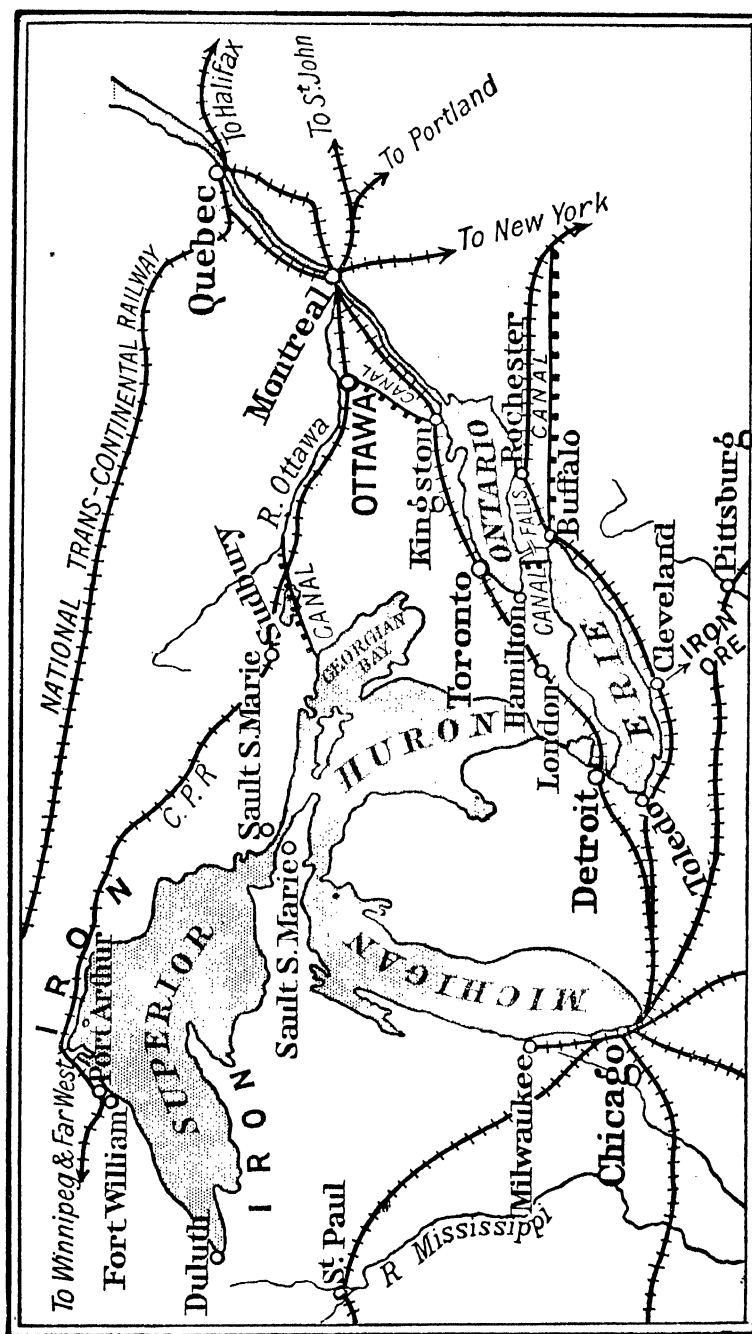 To Halifax
To St John
To Portland
To New York
NATIONAL TRANS-CONTINENTAL RAILWAY
Quebec
Montreal
R. Ottawa
OTTAWA
CANAL
Kingston
ONTARIO
Rochester
CANAL
FALLS
Buffalo
CANAL
Toronto
Hamilton
London
Sudbury
CANAL
GEORGIAN
BAY
HURON
ERIE
Cleveland
Pittsburg
IRON
ORE
Detroit
Toledo
C.P.R
Sault S. Marie
Sault S. Marie
IRON
Port Arthur
To Winnipeg & Far West
Fort William
SUPERIOR
IRON
Duluth
MICHIGAN
Milwaukee
Chicago
St Paul
R Mississippi